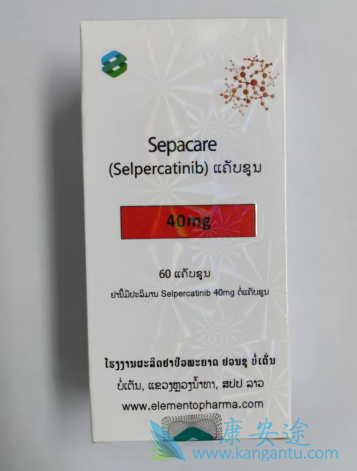 Sepacare
(Selpercatinib) ແຄັບຊູນ
40mg
60 ແຄັບຊູນ
ຢານີ້ມີປະລິມານ Selpercatinib 40mg ຕໍ່ແຄັບຊູນ
ໂຮງງານຜະລິດຢາປົວພະຍາດ ຢວນຊຸ ບໍ່ເຕັ່ນ
ບໍ່ເຕັນ, ແຂວງຫຼວງນ້ຳທາ, ສປປ ລາວ
www.elementopharma.com
康安途
www.kangantu.com